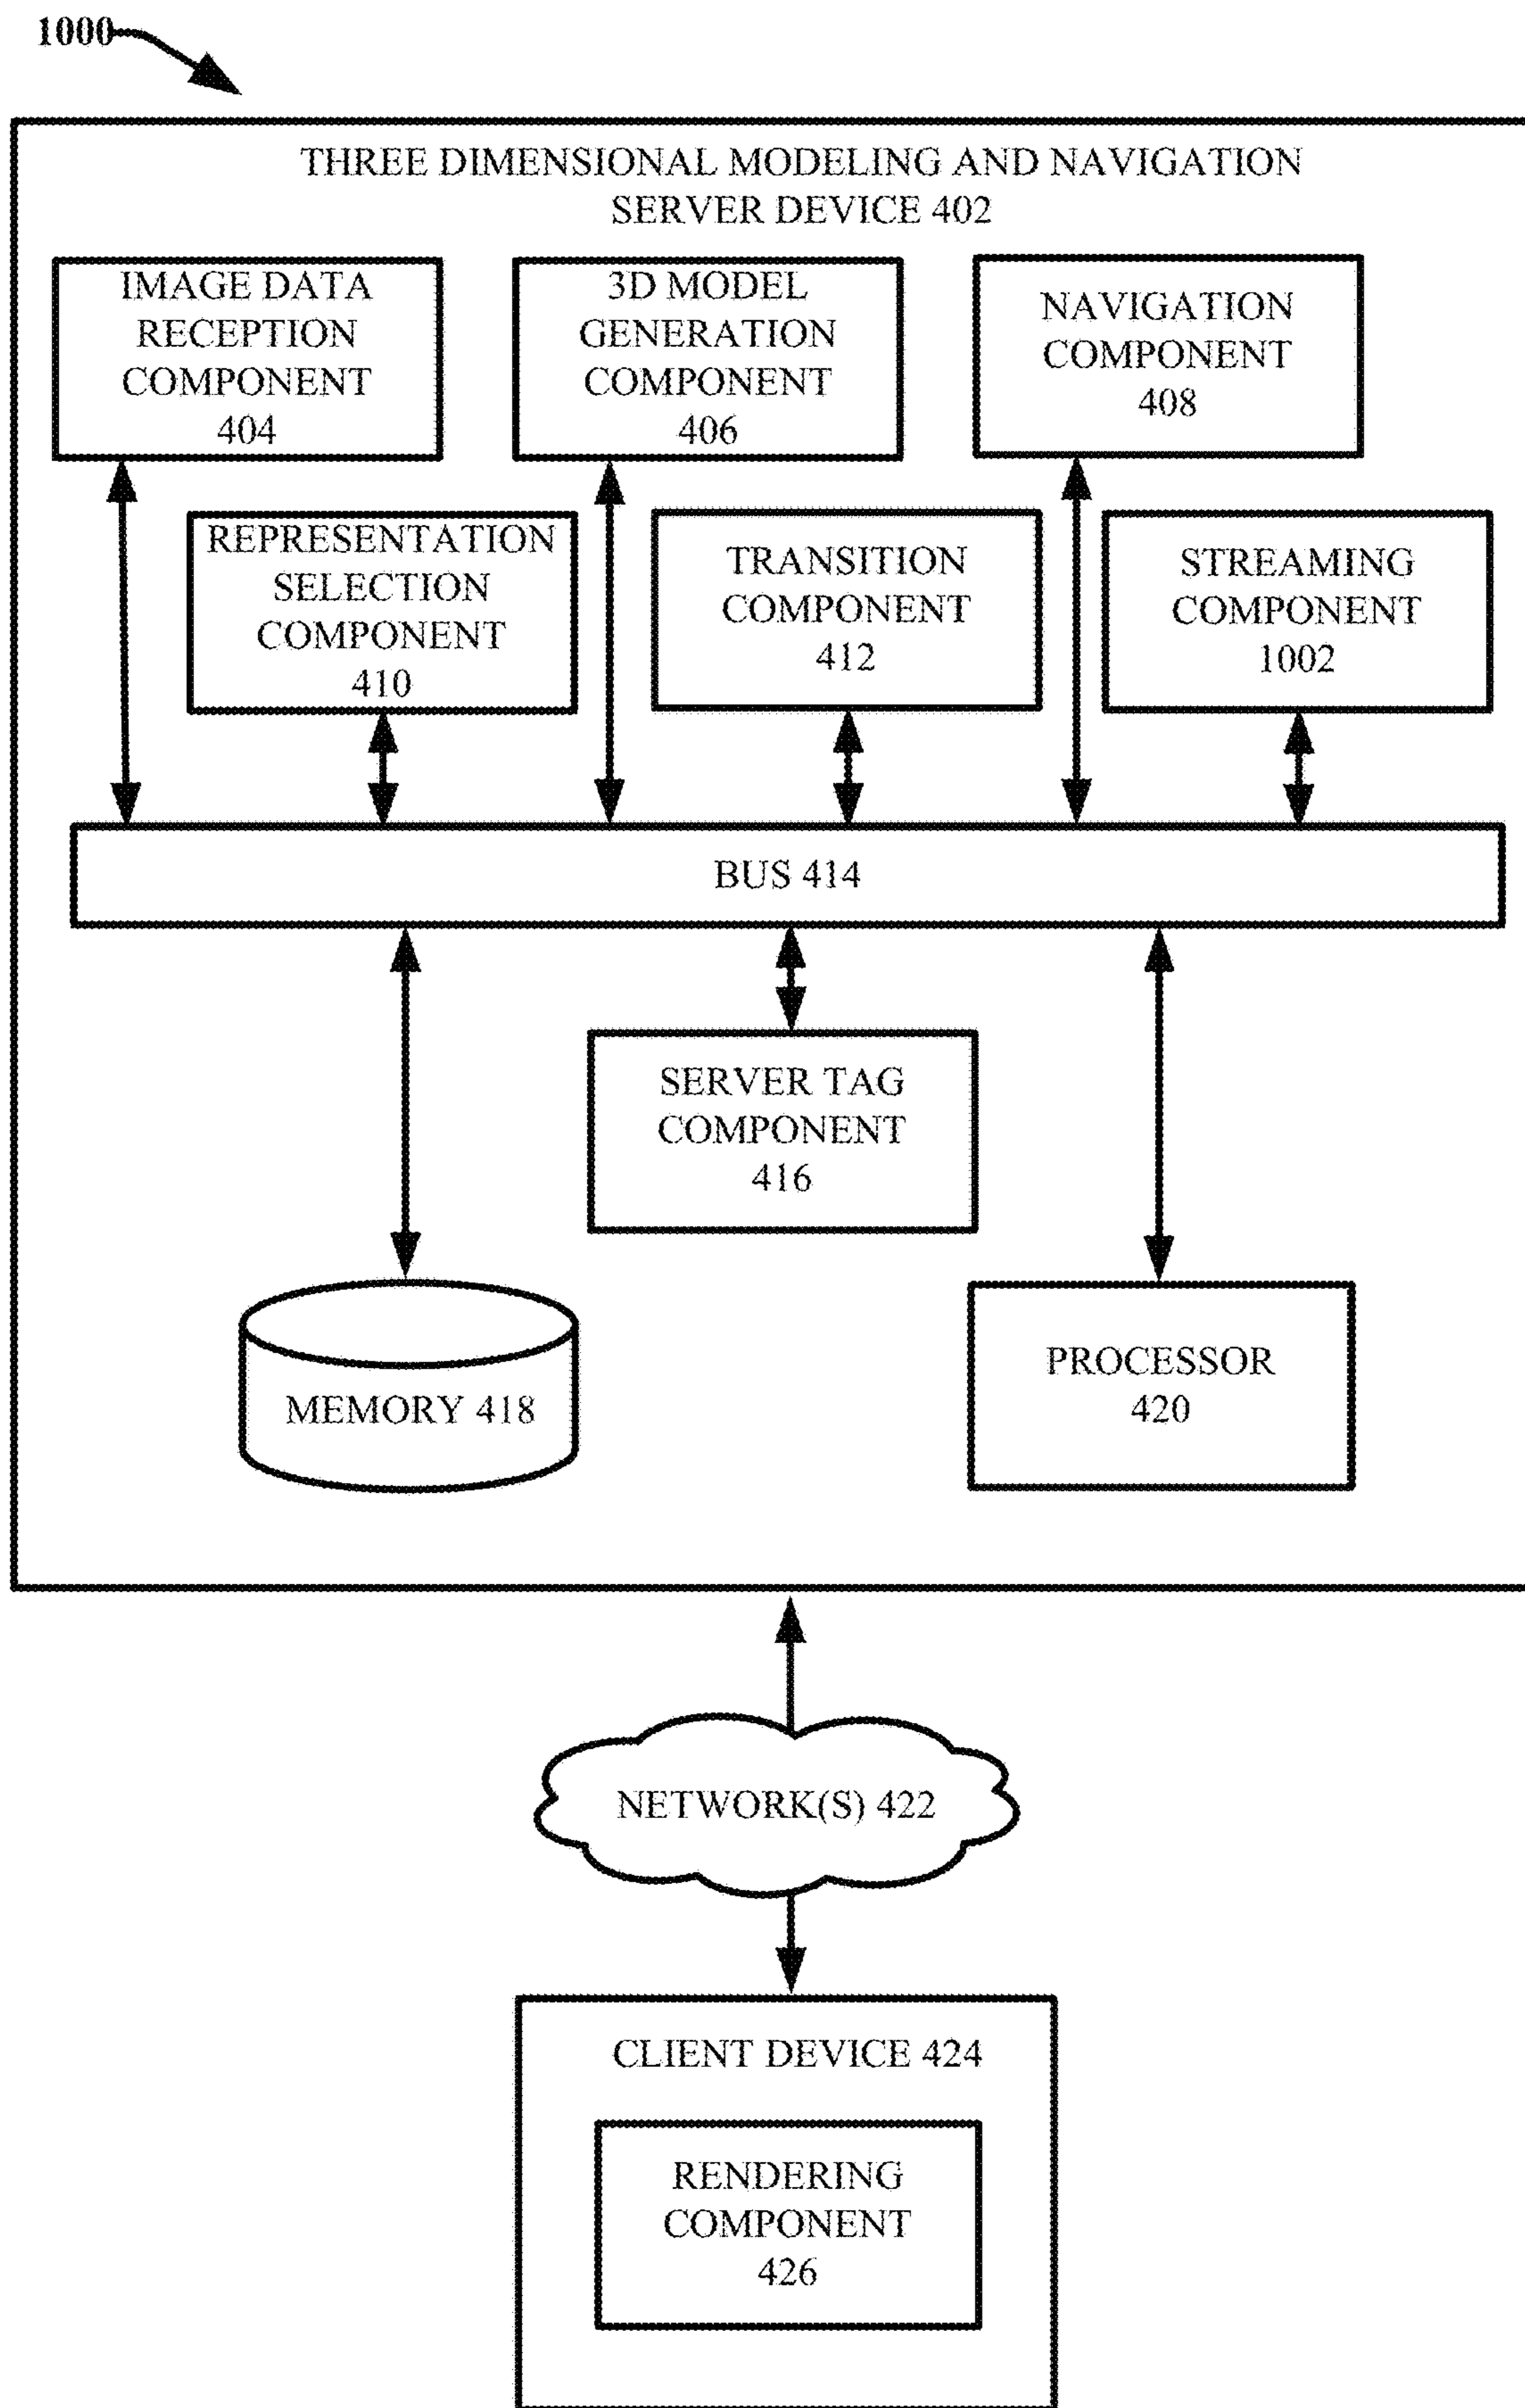 1000
THREE DIMENSIONAL MODELING AND NAVIGATION
SERVER DEVICE 402
IMAGE DATA
RECEPTION
COMPONENT
404
3D MODEL
GENERATION
COMPONENT
406
NAVIGATION
COMPONENT
408
REPRESENTATION
SELECTION
COMPONENT
410
TRANSITION
COMPONENT
412
STREAMING
COMPONENT
1002
BUS 414
SERVER TAG
COMPONENT
416
MEMORY 418
PROCESSOR
420
NETWORK(S) 422
CLIENT DEVICE 424
RENDERING
COMPONENT
426